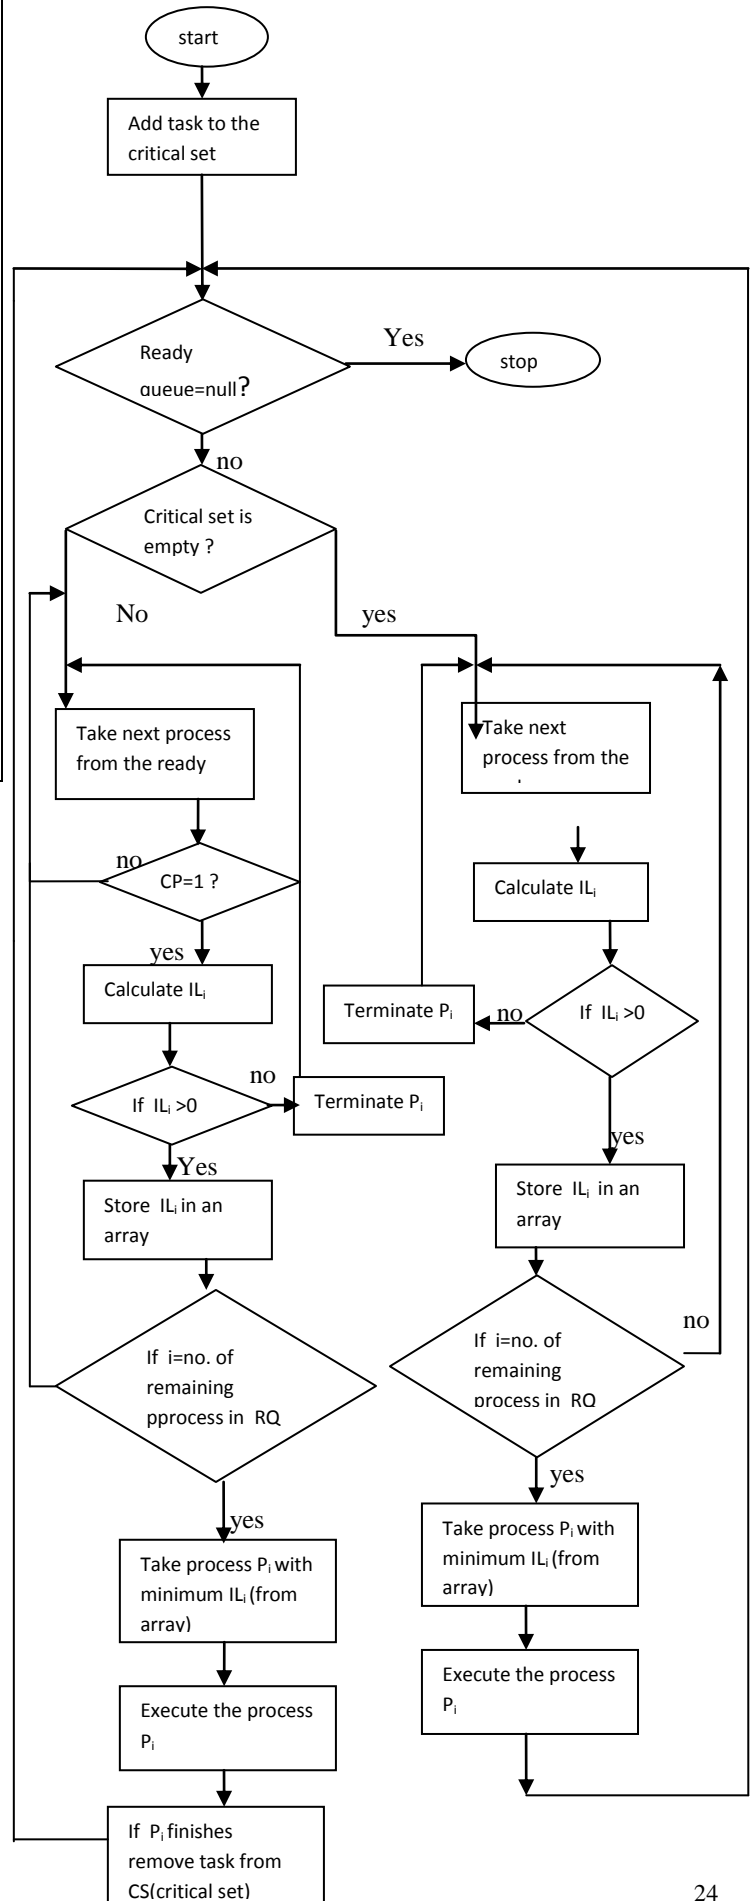 start
Add task to the
critical set
Ready
queue=null?
Yes
stop
no
Critical set is
empty ?
No
yes
Take next process
from the ready
Take next
process from the
no
CP=1 ?
yes
Calculate ILi
Calculate ILi
Terminate Pi
no
If ILi >0
If ILi >0
no
Terminate Pi
Yes
yes
Store ILi in an
array
Store ILi in an
array
If i=no. of
remaining
pprocess in RQ
If i=no. of
remaining
process in RQ
no
yes
yes
Take process Pi with
minimum ILi (from
array)
Take process Pi with
minimum ILi (from
array)
Execute the process
Pi
Execute the process
Pi
If Pi finishes
remove task from
CS(critical set)
24